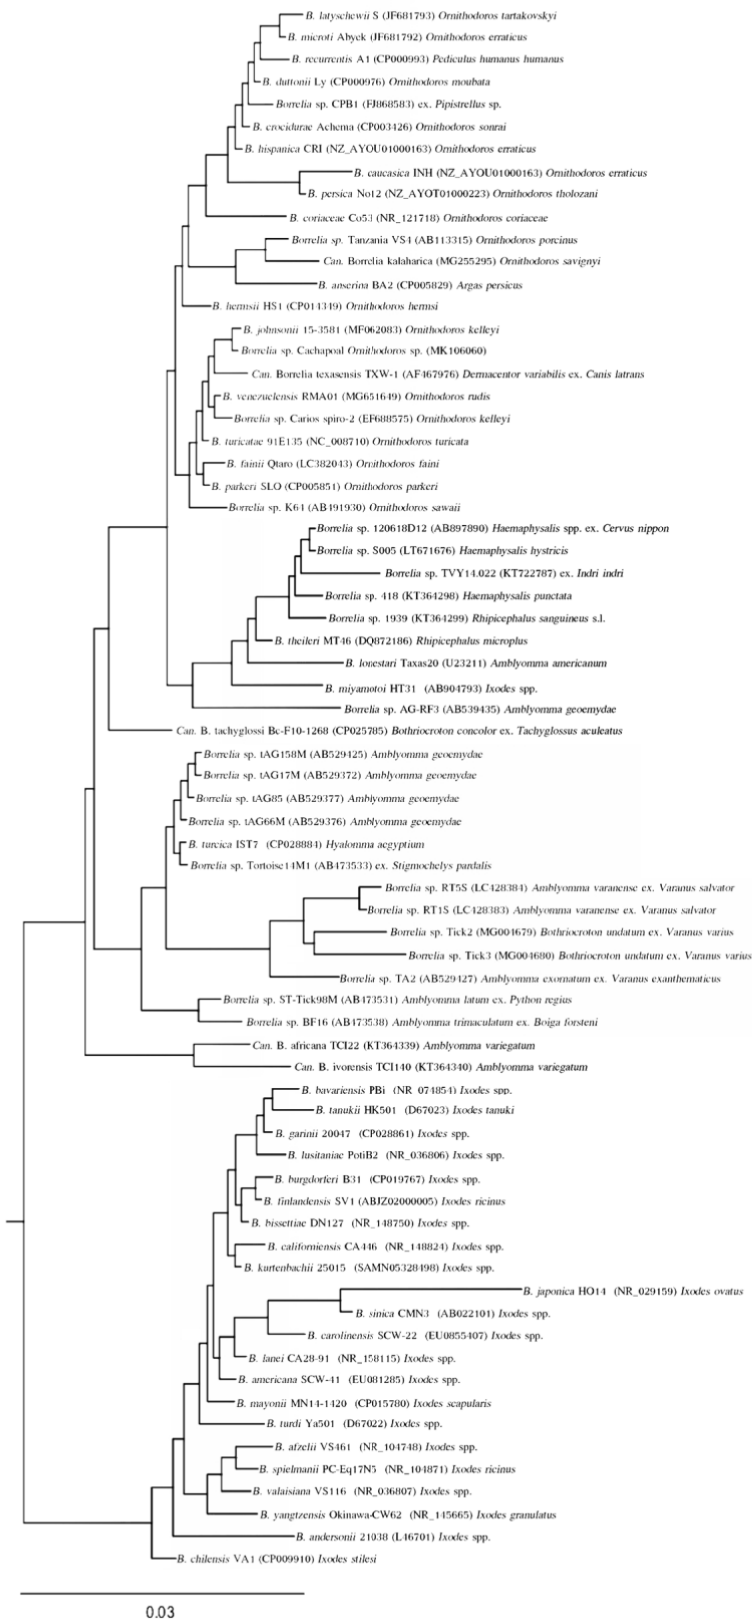 B. latyschewii S (JF681793) Ornithodoros tartakovskyi
B. microti Abyek (JF681792) Ornithodoros erraticus
B. recurrentis A1 (CP000993) Pediculus humanus humanus
B. duttonii Ly (CP000976) Ornithodoros moubata
Borrelia sp. CPB1 (FJ868583) ex. Pipistrellus sp.
B. crocidurae Achema (CP003426) Ornithodoros sonrai
B. hispanica CRI (NZ_AYOU01000163) Ornithodoros erraticus
B. caucasica INH (NZ_AYOU01000163) Ornithodoros erraticus
B. persica No12 (NZ_AYOT01000223) Ornithodoros tholozani
B. coriaceae Co53 (NR_121718) Ornithodoros coriaceae
Borrelia sp. Tanzania VS4 (AB113315) Ornithodoros porcinus
Can. Borrelia kalaharica (MG255295) Ornithodoros savignyi
B. anserina BA2 (CP005829) Argas persicus
B. hermsii HS1 (CP014349) Ornithodoros hermsi
B. johnsonii 15-3581 (MF062083) Ornithodoros kelleyi
Borrelia sp. Cachapoal Ornithodoros sp. (MK106060)
Can. Borrelia texasensis TXW-1 (AF467976) Dermacentor variabilis ex. Canis latrans
B. venezuelensis RMA01 (MG651649) Ornithodoros rudis
Borrelia sp. Carios spiro-2 (EF688575) Ornithodoros kelleyi
B. turicatae 91E135 (NC_008710) Ornithodoros turicata
B. fainii Qtaro (LC382043) Ornithodoros faini
B. parkeri SLO (CP005851) Ornithodoros parkeri
Borrelia sp. K64 (AB491930) Ornithodoros sawaii
Borrelia sp. 120618D12 (AB897890) Haemaphysalis spp. ex. Cervus nippon
Borrelia sp. S005 (LT671676) Haemaphysalis hystricis
Borrelia sp. TVY14.022 (KT722787) ex. Indri indri
Borrelia sp. 418 (KT364298) Haemaphysalis punctata
Borrelia sp. 1939 (KT364299) Rhipicephalus sanguineus s.l.
B. theileri MT46 (DQ872186) Rhipicephalus microplus
B. lonestari Taxas20 (U23211) Amblyomma americanum
B. miyamotoi HT31 (AB904793) Ixodes spp.
Borrelia sp. AG-RF3 (AB539435) Amblyomma geoemydae
Can. B. tachyglossi Bc-F10-1268 (CP025785) Bothriocroton concolor ex. Tachyglossus aculeatus
Borrelia sp. tAG158M (AB529425) Amblyomma geoemydae
Borrelia sp. tAG17M (AB529372) Amblyomma geoemydae
Borrelia sp. tAG85 (AB529377) Amblyomma geoemydae
Borrelia sp. tAG66M (AB529376) Amblyomma geoemydae
B. turcica IST7 (CP028884) Hyalomma aegyptium
Borrelia sp. Tortoise14M1 (AB473533) ex. Stigmochelys pardalis
Borrelia sp. RT5S (LC428384) Amblyomma varanense ex. Varanus salvator
Borrelia sp. RT1S (LC428383) Amblyomma varanense ex. Varanus salvator
Borrelia sp. Tick2 (MG004679) Bothriocroton undatum ex. Varanus varius
Borrelia sp. Tick3 (MG004680) Bothriocroton undatum ex. Varanus varius
Borrelia sp. TA2 (AB529427) Amblyomma exornatum ex. Varanus exanthematicus
Borrelia sp. ST-Tick98M (AB473531) Amblyomma latum ex. Python regius
Borrelia sp. BF16 (AB473538) Amblyomma trimaculatum ex. Boiga forsteni
Can. B. africana TCI22 (KT364339) Amblyomma variegatum
Can. B. ivorensis TCI140 (KT364340) Amblyomma variegatum
B. bavariensis PBi (NR_074854) Ixodes spp.
B. tanukii HK501 (D67023) Ixodes tanuki
B. garinii 20047 (CP028861) Ixodes spp.
B. lusitaniae PotiB2 (NR_036806) Ixodes spp.
B. burgdorferi B31 (CP019767) Ixodes spp.
B. finlandensis SV1 (ABJZ02000005) Ixodes ricinus
B. bissettiae DN127 (NR_148750) Ixodes spp.
B. californiensis CA446 (NR_148824) Ixodes spp.
B. kurtenbachii 25015 (SAMN05328498) Ixodes spp.
B. japonica HO14 (NR_029159) Ixodes ovatus
B. sinica CMN3 (AB022101) Ixodes spp.
B. carolinensis SCW-22 (EU0855407) Ixodes spp.
B. lanei CA28-91 (NR_158115) Ixodes spp.
B. americana SCW-41 (EU081285) Ixodes spp.
B. mayonii MN14-1420 (CP015780) Ixodes scapularis
B. turdi Ya501 (D67022) Ixodes spp.
B. afzelii VS461 (NR_104748) Ixodes spp.
B. spielmanii PC-Eq17N5 (NR_104871) Ixodes ricinus
B. valaisiana VS116 (NR_036807) Ixodes spp.
B. yangtzensis Okinawa-CW62 (NR_145665) Ixodes granulatus
B. andersonii 21038 (L46701) Ixodes spp.
B. chilensis VA1 (CP009910) Ixodes stilesi
0.03